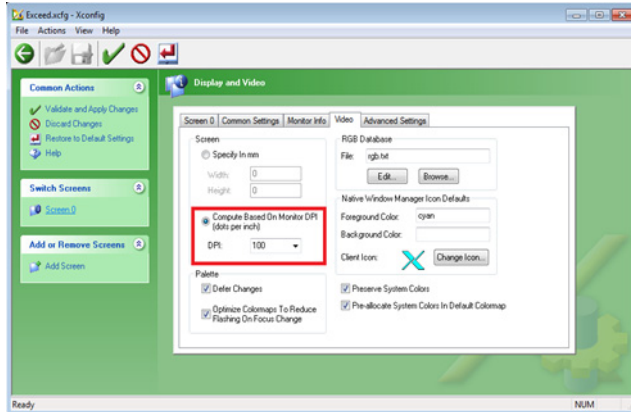 Exceed.xcfg - Xconfig
File Actions View Help
Common Actions
Validate and Apply Changes
Discard Changes
Restore to Default Settings
Help
Switch Screens
Screen 0
Add or Remove Screens
Add Screen
Display and Video
Screen 0 Common Settings Monitor Info Video Advanced Settings
Screen
Specify In mm
Width: 0
Height: 0
Compute Based On Monitor DPI
(dots per inch)
DPI: 100
Palette
Defer Changes
Optimize Colormaps To Reduce
Flashing On Focus Change
RGB Database
File: rgb.txt
Edit... Browse...
Native Window Manager Icon Defaults
Foreground Color: cyan
Background Color:
Client Icon: Change Icon...
Preserve System Colors
Pre-allocate System Colors In Default Colormap
Ready NUM